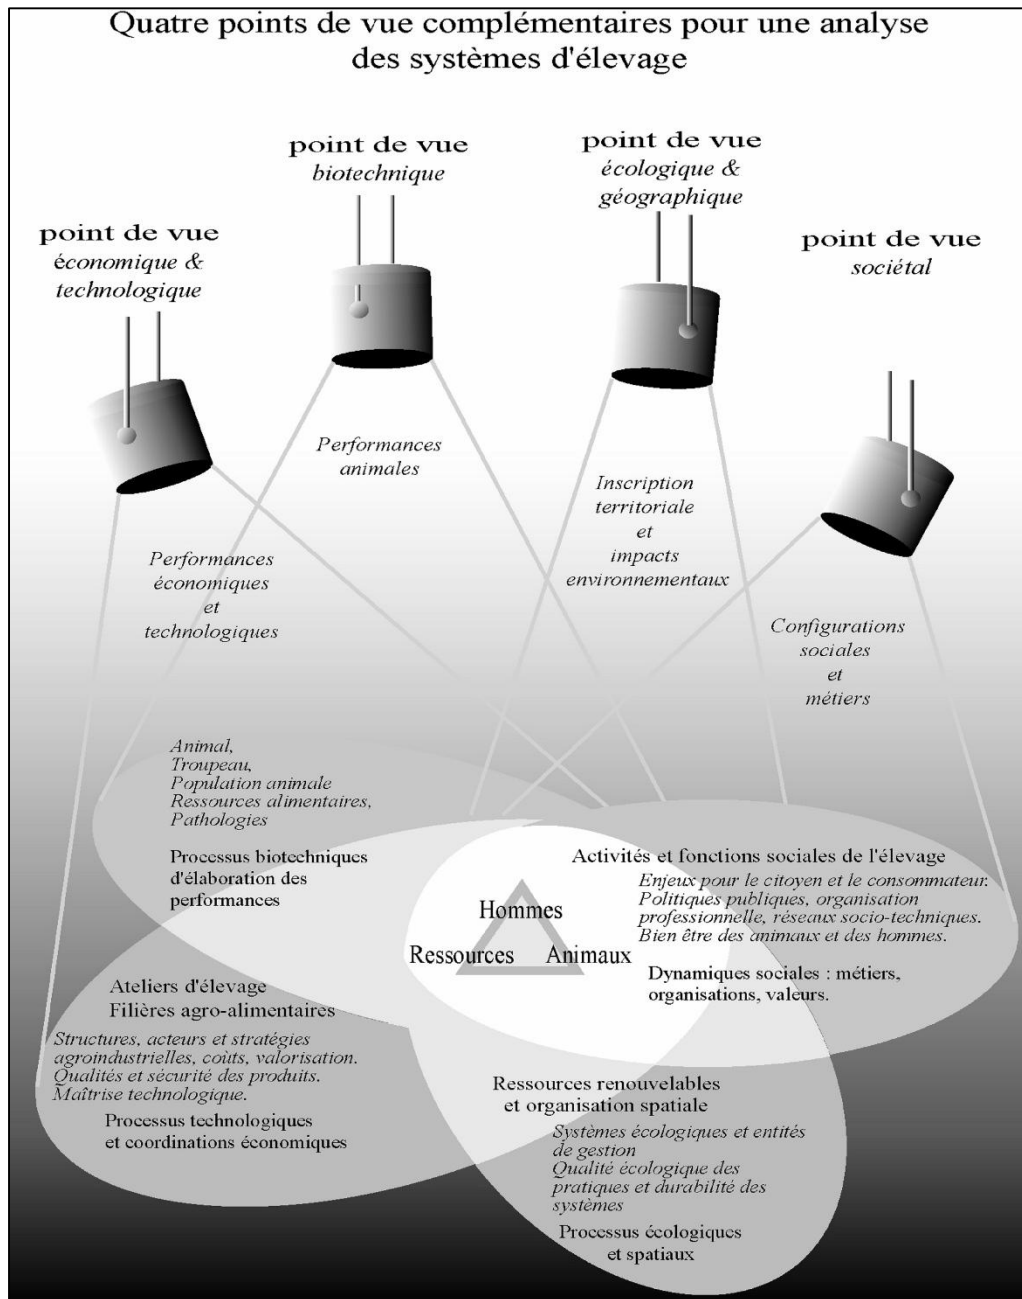 Quatre points de vue complémentaires pour une analyse
des systèmes d'élevage
point de vue
biotechnique
point de vue
écologique &
géographique
point de vue
économique &
technologique
point de vue
sociétal
Performances
animales
Inscription
territoriale
et
impacts
environnementaux
Performances
économiques
et
technologiques
Configurations
sociales
et
métiers
Animal,
Troupeau,
Population animale
Ressources alimentaires,
Pathologies
Processus biotechniques
d'élaboration des
performances
Activités et fonctions sociales de l'élevage
Enjeux pour le citoyen et le consommateur.
Politiques publiques, organisation
professionnelle, réseaux socio-techniques.
Bien être des animaux et des hommes.
Dynamiques sociales : métiers,
organisations, valeurs.
Hommes
Ressources Animaux
Ateliers d'élevage
Filières agro-alimentaires
Structures, acteurs et stratégies
agroindustrielles, coùts, valorisation.
Qualités et sécurité des produits.
Maîtrise technologique.
Processus technologiques
et coordinations économiques
Ressources renouvelables
et organisation spatiale
Systèmes écologiques et entités
de gestion
Qualité écologique des
pratiques et durabilité des
systèmes
Processus écologiques
et spatiaux